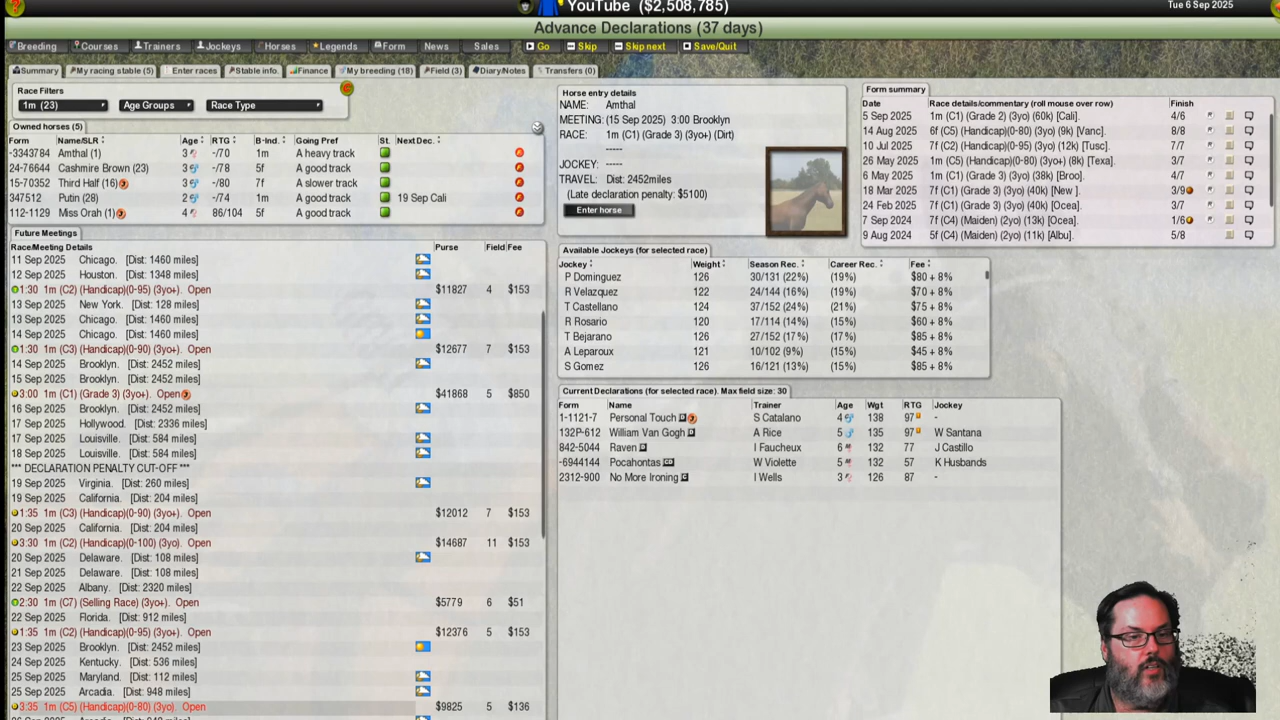 YouTube ($2,508,785)
Tue 6 Sep 2025
Advance Declarations (37 days)
Breeding Courses Trainers Jockeys Horses Legends Form News Sales Go Skip Skip next Save/Quit
Summary My racing stable (5) Enter races Stable info. Finance My breeding (18) Field (3) Diary/Notes Transfers (0)
Race Filters
1m (23) Age Groups Race Type
Owned horses (5)
Form Name/SLR Age RTG B-Ind. Going Pref St. Next Dec.
-3343784 Amthal (1) 3 -/70 1m A heavy track
24-76644 Cashmire Brown (23) 3 -/78 5f A good track
15-70352 Third Half (16) 3 -/80 7f A slower track
347512 Putin (28) 2 -/74 1m A good track 19 Sep Cali
112-1129 Miss Orah (1) 4 86/104 5f A good track
Future Meetings
Race/Meeting Details Purse Field Fee
11 Sep 2025 Chicago. [Dist: 1460 miles]
12 Sep 2025 Houston. [Dist: 1348 miles]
1:30 1m (C2) (Handicap)(0-95) (3yo+). Open $11827 4 $153
13 Sep 2025 New York. [Dist: 128 miles]
13 Sep 2025 Chicago. [Dist: 1460 miles]
14 Sep 2025 Chicago. [Dist: 1460 miles]
1:30 1m (C3) (Handicap)(0-90) (3yo+). Open $12677 7 $153
14 Sep 2025 Brooklyn. [Dist: 2452 miles]
15 Sep 2025 Brooklyn. [Dist: 2452 miles]
3:00 1m (C1) (Grade 3) (3yo+). Open $41868 5 $850
16 Sep 2025 Brooklyn. [Dist: 2452 miles]
17 Sep 2025 Hollywood. [Dist: 2336 miles]
17 Sep 2025 Louisville. [Dist: 584 miles]
18 Sep 2025 Louisville. [Dist: 584 miles]
*** DECLARATION PENALTY CUT-OFF ***
19 Sep 2025 Virginia. [Dist: 260 miles]
19 Sep 2025 California. [Dist: 204 miles]
1:35 1m (C3) (Handicap)(0-90) (3yo+). Open $12012 7 $153
20 Sep 2025 California. [Dist: 204 miles]
3:30 1m (C2) (Handicap)(0-100) (3yo). Open $14687 11 $153
20 Sep 2025 Delaware. [Dist: 108 miles]
21 Sep 2025 Delaware. [Dist: 108 miles]
22 Sep 2025 Albany. [Dist: 2320 miles]
2:30 1m (C7) (Selling Race) (3yo+). Open $5779 6 $51
22 Sep 2025 Florida. [Dist: 912 miles]
1:35 1m (C2) (Handicap)(0-95) (3yo+). Open $12376 5 $153
23 Sep 2025 Brooklyn. [Dist: 2452 miles]
24 Sep 2025 Kentucky. [Dist: 536 miles]
25 Sep 2025 Maryland. [Dist: 112 miles]
25 Sep 2025 Arcadia. [Dist: 948 miles]
3:35 1m (C5) (Handicap)(0-80) (3yo). Open $9825 5 $136
Horse entry details
NAME: Amthal
MEETING: (15 Sep 2025) 3:00 Brooklyn
RACE: 1m (C1) (Grade 3) (3yo+) (Dirt)
-----
JOCKEY: -----
TRAVEL: Dist: 2452miles
(Late declaration penalty: $5100)
Enter horse
Form summary
Date Race details/commentary (roll mouse over row) Finish
5 Sep 2025 1m (C1) (Grade 2) (3yo) (60k) [Cali]. 4/6
14 Aug 2025 6f (C5) (Handicap)(0-80) (3yo) (9k) [Vanc]. 8/8
10 Jul 2025 7f (C2) (Handicap)(0-95) (3yo) (12k) [Tusc]. 7/7
26 May 2025 1m (C5) (Handicap)(0-80) (3yo+) (8k) [Texa]. 3/7
6 May 2025 1m (C1) (Grade 3) (3yo) (38k) [Broo]. 4/7
18 Mar 2025 7f (C1) (Grade 3) (3yo) (40k) [New ]. 3/9
24 Feb 2025 7f (C1) (Grade 3) (3yo) (40k) [Ocea]. 3/7
7 Sep 2024 7f (C4) (Maiden) (2yo) (13k) [Ocea]. 1/6
9 Aug 2024 5f (C4) (Maiden) (2yo) (11k) [Albu]. 5/8
Available Jockeys (for selected race)
Jockey Weight Season Rec. Career Rec. Fee
P Dominguez 126 30/131 (22%) (19%) $80 + 8%
R Velazquez 122 24/144 (16%) (19%) $70 + 8%
T Castellano 124 37/152 (24%) (21%) $75 + 8%
R Rosario 120 17/114 (14%) (15%) $60 + 8%
T Bejarano 126 27/152 (17%) (17%) $85 + 8%
A Leparoux 121 10/102 (9%) (15%) $45 + 8%
S Gomez 126 16/121 (13%) (15%) $85 + 8%
Current Declarations (for selected race). Max field size: 30
Form Name Trainer Age Wgt RTG Jockey
1-1121-7 Personal Touch S Catalano 4 138 97 -
132P-612 William Van Gogh A Rice 5 135 97 W Santana
842-5044 Raven I Faucheux 6 132 77 J Castillo
-6944144 Pocahontas W Violette 5 132 57 K Husbands
2312-900 No More Ironing I Wells 3 126 87 -